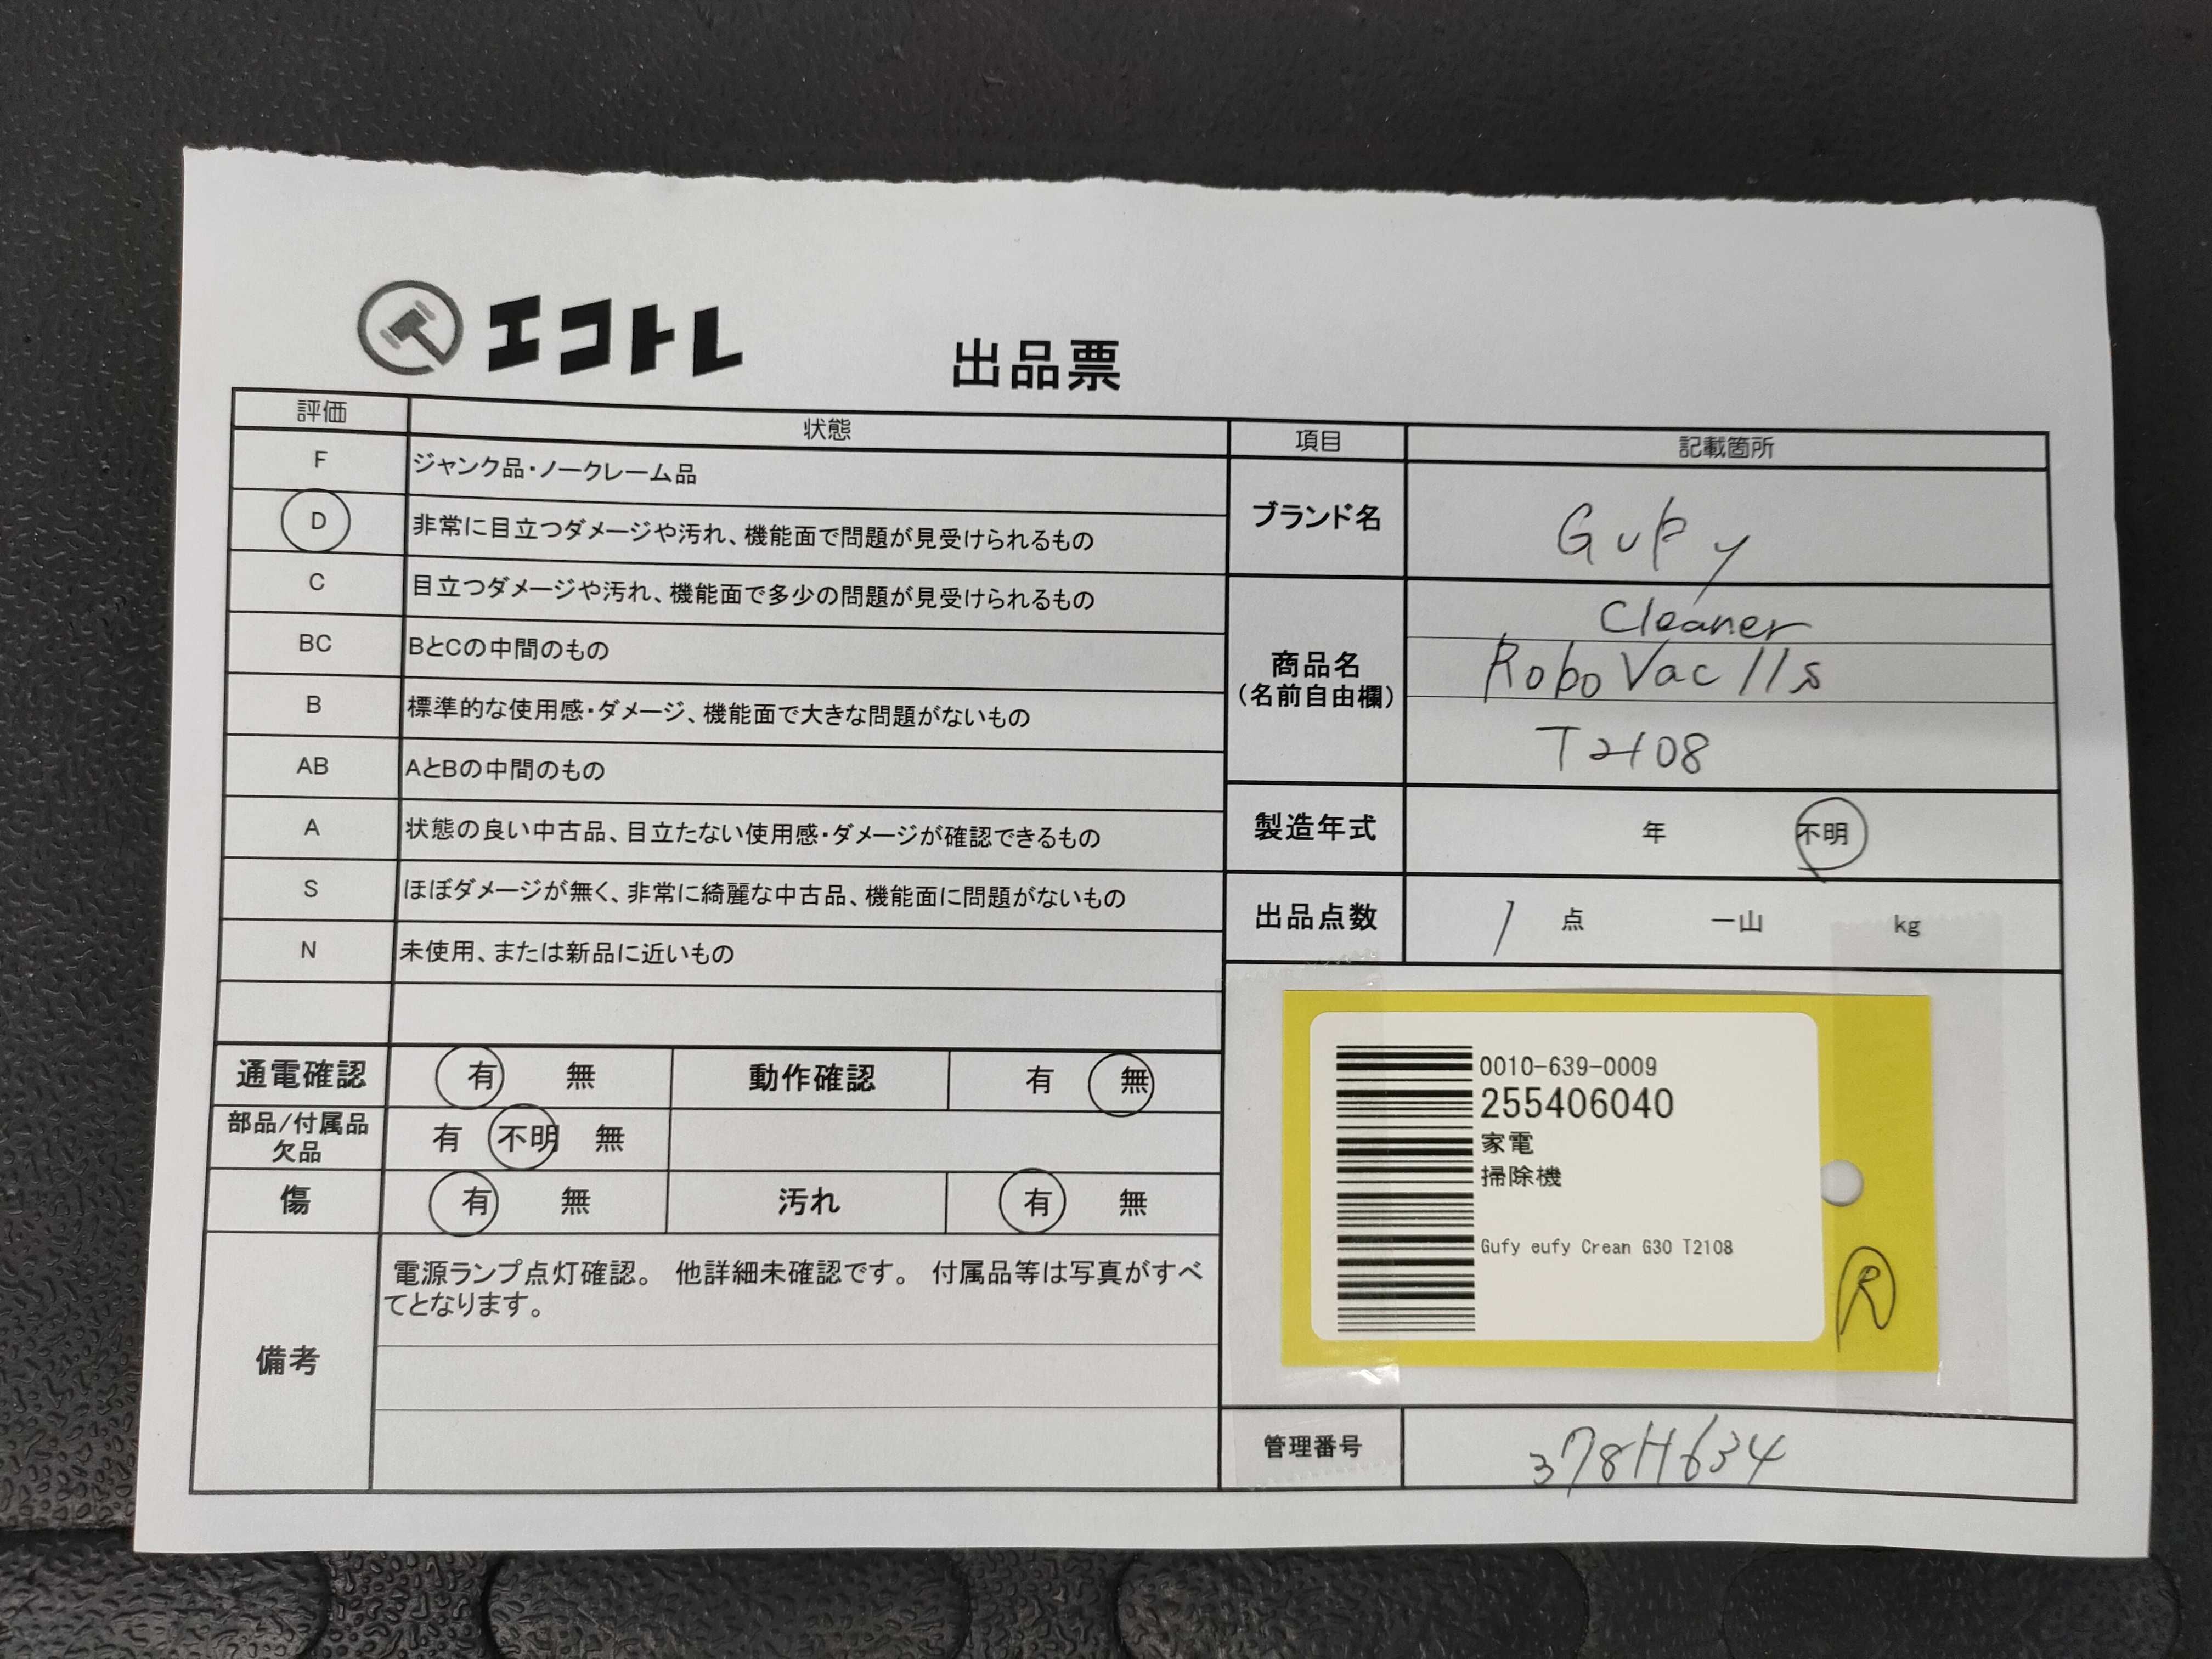 エコトレ
出品票
評価 状態
F ジャンク品・ノークレーム品
D 非常に目立つダメージや汚れ、機能面で問題が見受けられるもの
C 目立つダメージや汚れ、機能面で多少の問題が見受けられるもの
BC BとCの中間のもの
B 標準的な使用感・ダメージ、機能面で大きな問題がないもの
AB AとBの中間のもの
A 状態の良い中古品、目立たない使用感・ダメージが確認できるもの
S ほぼダメージが無く、非常に綺麗な中古品、機能面に問題がないもの
N 未使用、または新品に近いもの
通電確認 有 無 動作確認 有 無
部品/付属品
欠品 有 不明 無
傷 有 無 汚れ 有 無
備考
電源ランプ点灯確認。 他詳細未確認です。 付属品等は写真がすべ
てとなります。
項目 記載箇所
ブランド名 Gufy
商品名
(名前自由欄)
Cleaner
RoboVac 11s
T2108
製造年式 年 不明
出品点数 1 点 一山 kg
0010-639-0009
255406040
家電
掃除機
Gufy eufy Crean G30 T2108
R
管理番号 378H634